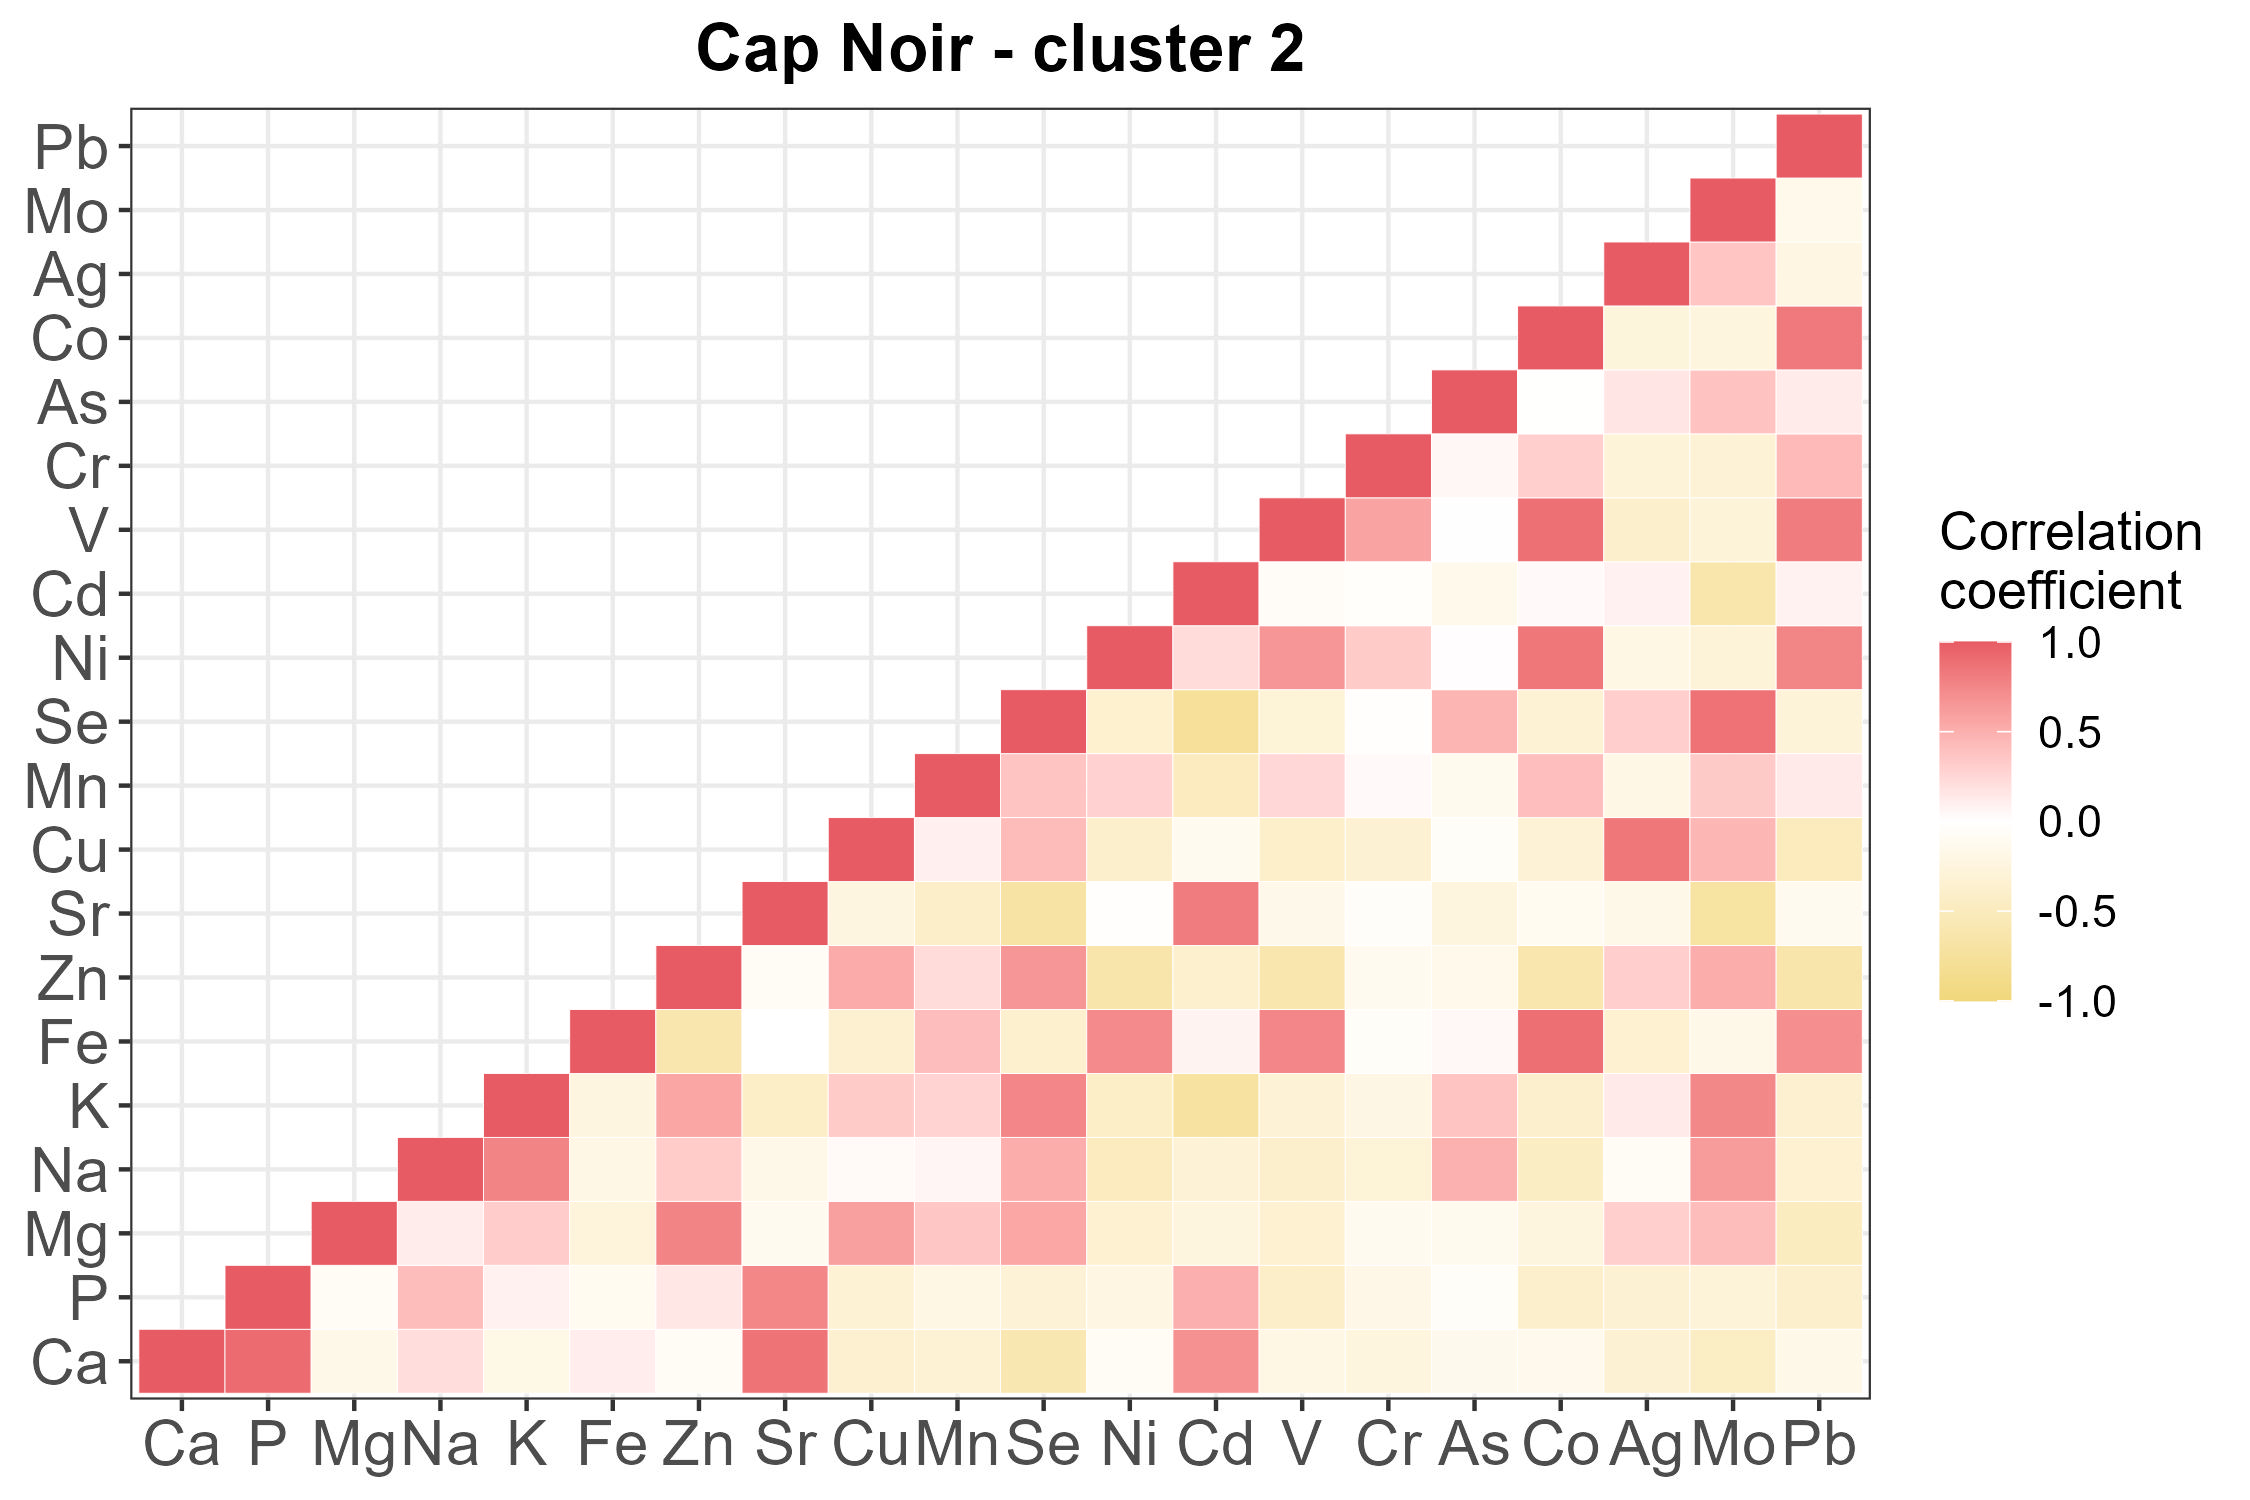 Cap Noir - cluster 2
Pb
Mo
Ag
Co
As
Cr
V
Cd
Ni
Se
Mn
Cu
Sr
Zn
Fe
K
Na
Mg
P
Ca
Ca P Mg Na K Fe Zn Sr Cu Mn Se Ni Cd V Cr As Co Ag Mo Pb
Correlation
coefficient
1.0
0.5
0.0
-0.5
-1.0